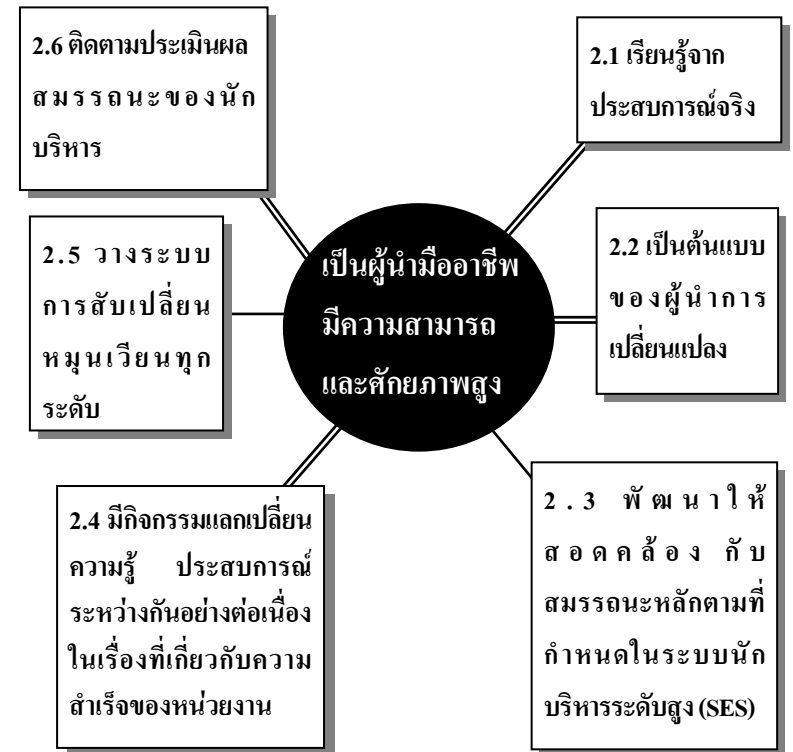 2.6 ติดตามประเมินผล
สมรรถนะของนัก
บริหาร
2.1 เรียนรู้จาก
ประสบการณ์จริง
2.5 วางระบบ
การสับเปลี่ยน
หมุนเวียนทุก
ระดับ
เป็นผู้นำมืออาชีพ
มีความสามารถ
และศักยภาพสูง
2.2 เป็นต้นแบบ
ของผู้นำการ
เปลี่ยนแปลง
2.4 มีกิจกรรมแลกเปลี่ยน
ความรู้ ประสบการณ์
ระหว่างกันอย่างต่อเนื่อง
ในเรื่องที่เกี่ยวกับความ
สำเร็จของหน่วยงาน
2.3 พัฒนาให้
สอดคล้อง กับ
สมรรถนะหลักตามที่
กำหนดในระบบนัก
บริหารระดับสูง (SES)